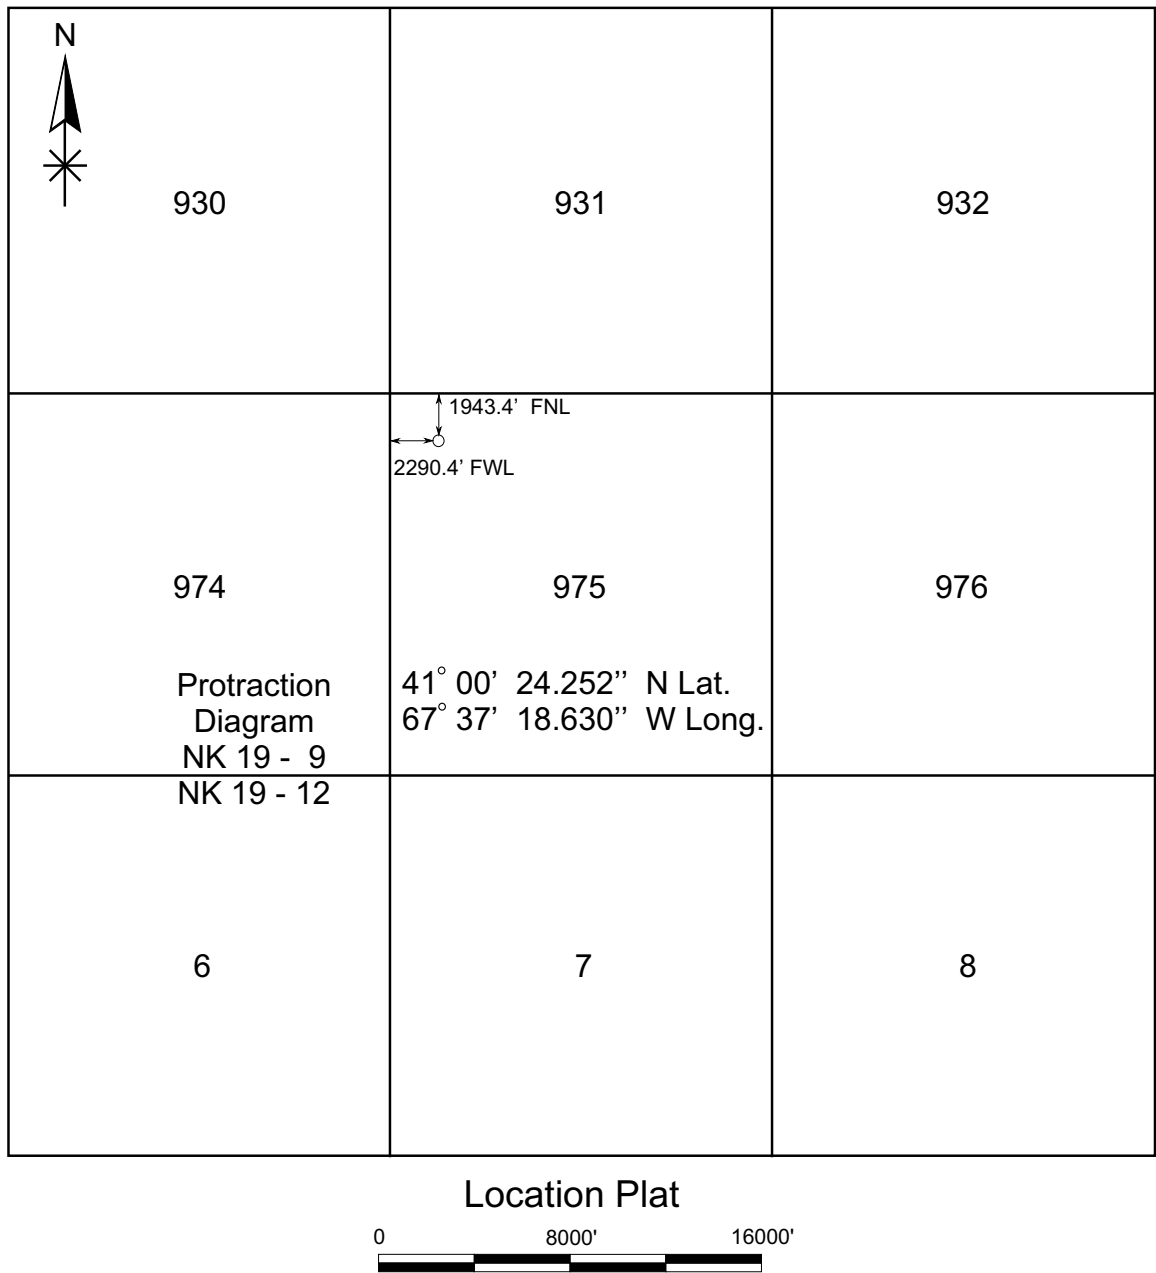 N
930
931
932
1943.4’ FNL
2290.4’ FWL
974
975
976
Protraction
Diagram
NK 19 - 9
NK 19 - 12
41° 00’ 24.252’’ N Lat.
67° 37’ 18.630’’ W Long.
6
7
8
Location Plat
0 8000' 16000'